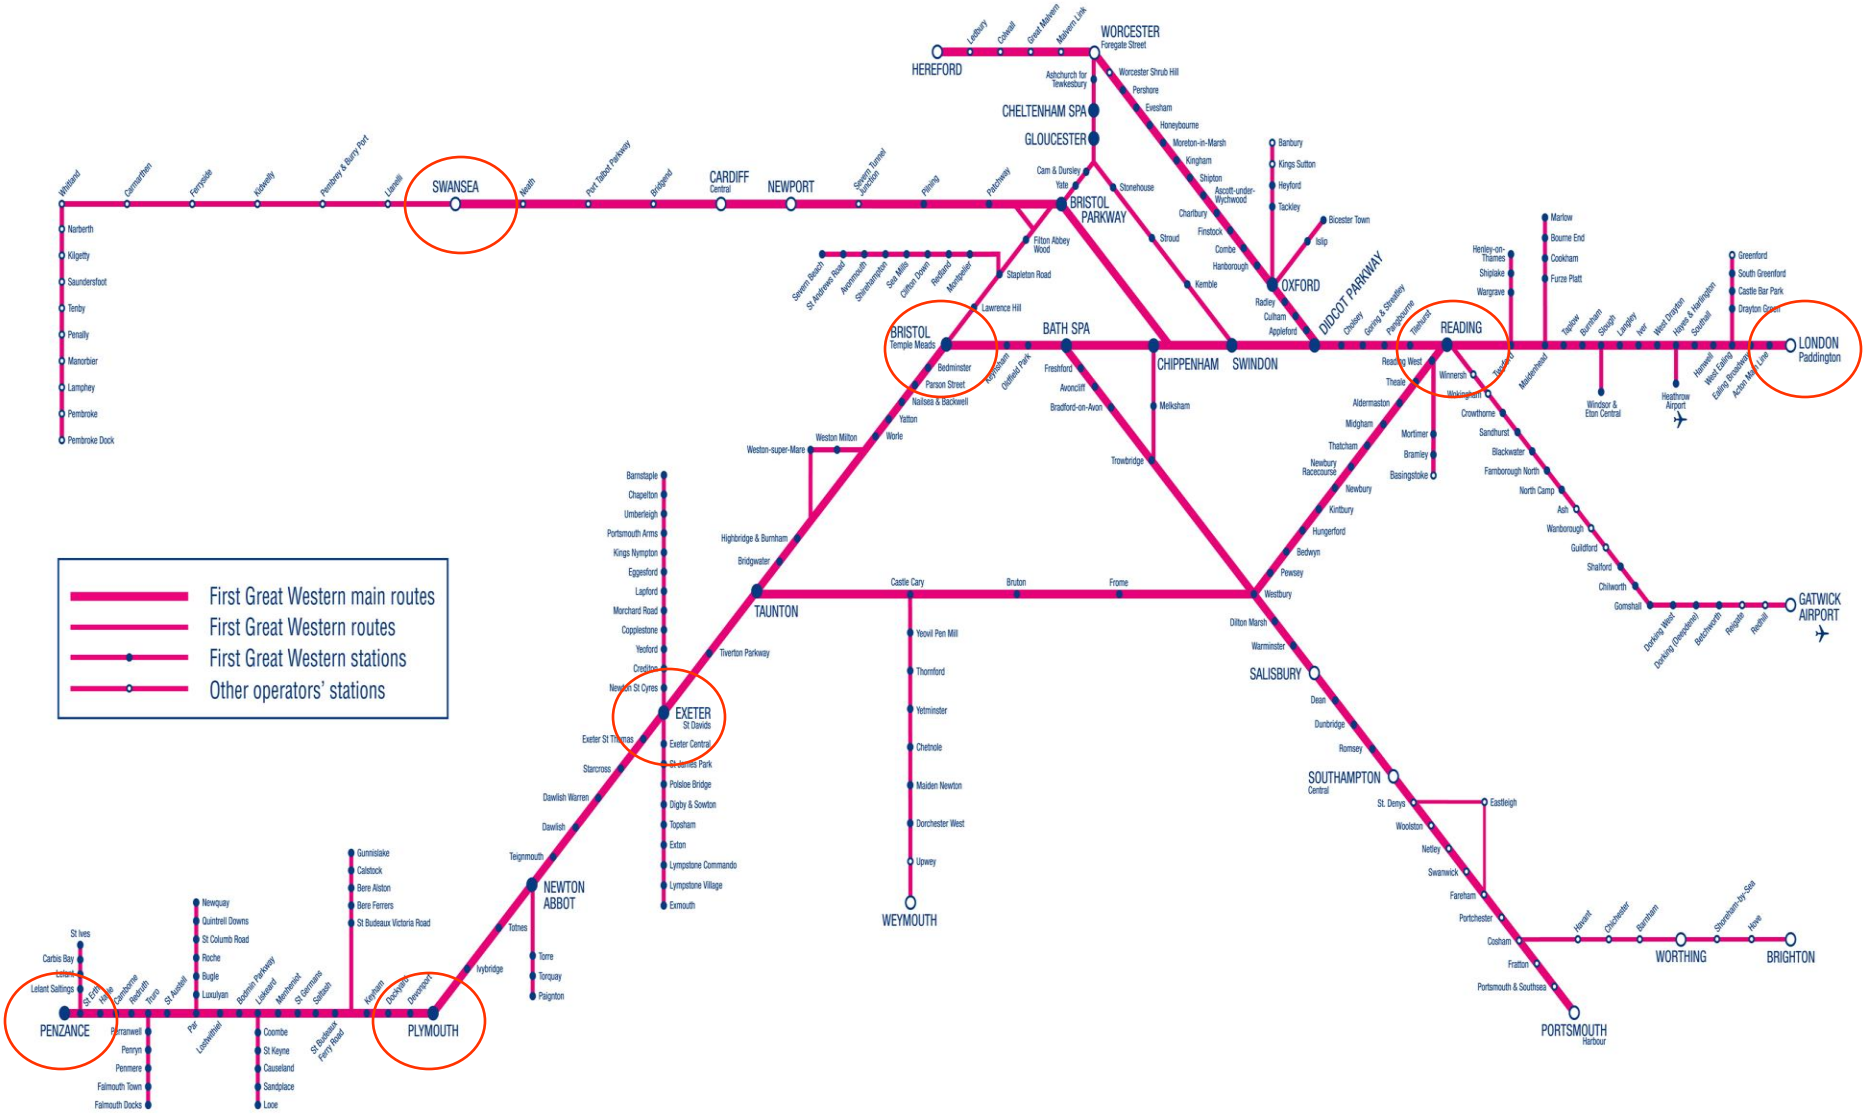 Ledbury
Colwall
Great Malvern
Malvern Link
WORCESTER
Foregate Street
HEREFORD
Worcester Shrub Hill
Ashchurch for
Tewkesbury
Pershore
CHELTENHAM SPA
Evesham
Honeybourne
GLOUCESTER
Moreton-in-Marsh
Kingham
Shipton
Ascott-under-
Wychwood
Charlbury
Finstock
Combe
Hanborough
Banbury
Kings Sutton
Heyford
Tackley
Bicester Town
Islip
OXFORD
Radley
Culham
Appleford
DIDCOT PARKWAY
Cam & Dursley
Yate
Stonehouse
Stroud
Kemble
Whitland
Carmarthen
Ferryside
Kidwelly
Pembrey & Burry Port
Llanelli
SWANSEA
Neath
Port Talbot Parkway
Bridgend
CARDIFF
Central
NEWPORT
Severn Tunnel
Junction
Pilning
Patchway
BRISTOL
PARKWAY
Narberth
Kilgetty
Saundersfoot
Tenby
Penally
Manorbier
Lamphey
Pembroke
Pembroke Dock
Filton Abbey
Wood
Stapleton Road
Lawrence Hill
Severn Beach
St Andrews Road
Avonmouth
Shirehampton
Sea Mills
Clifton Down
Redland
Montpelier
BRISTOL
Temple Meads
Keynsham
Oldfield Park
BATH SPA
CHIPPENHAM
SWINDON
Cholsey
Goring & Streatley
Pangbourne
Tilehurst
READING
Henley-on-
Thames
Shiplake
Wargrave
Twyford
Marlow
Bourne End
Cookham
Furze Platt
Maidenhead
Taplow
Burnham
Slough
Langley
Iver
West Drayton
Hayes & Harlington
Southall
Hanwell
West Ealing
Ealing Broadway
Acton Main Line
Greenford
South Greenford
Castle Bar Park
Drayton Green
LONDON
Paddington
Windsor &
Eton Central
Heathrow
Airport
Bedminster
Parson Street
Nailsea & Backwell
Yatton
Worle
Weston Milton
Weston-super-Mare
Highbridge & Burnham
Bridgwater
Freshford
Avoncliff
Bradford-on-Avon
Melksham
Trowbridge
Reading West
Theale
Aldermaston
Midgham
Thatcham
Newbury
Racecourse
Newbury
Kintbury
Hungerford
Bedwyn
Pewsey
Mortimer
Bramley
Basingstoke
Winnersh
Wokingham
Crowthorne
Sandhurst
Blackwater
Farnborough North
North Camp
Ash
Wanborough
Guildford
Shalford
Chilworth
Gomshall
Dorking West
Dorking (Deepdene)
Betchworth
Reigate
Redhill
GATWICK
AIRPORT
Barnstaple
Chapelton
Umberleigh
Portsmouth Arms
Kings Nympton
Eggesford
Lapford
Morchard Road
Copplestone
Yeoford
Crediton
Newton St Cyres
TAUNTON
Castle Cary
Bruton
Frome
Westbury
Tiverton Parkway
Yeovil Pen Mill
Thornford
Yetminster
Chetnole
Maiden Newton
Dorchester West
Upwey
WEYMOUTH
Dilton Marsh
Warminster
SALISBURY
Dean
Dunbridge
Romsey
SOUTHAMPTON
Central
St. Denys
Eastleigh
Woolston
Netley
Swanwick
Fareham
Portchester
Cosham
Fratton
Portsmouth & Southsea
PORTSMOUTH
Harbour
Havant
Chichester
Barnham
WORTHING
Shoreham-by-Sea
Hove
BRIGHTON
First Great Western main routes
First Great Western routes
First Great Western stations
Other operators' stations
EXETER
St Davids
Exeter Central
St James Park
Polsloe Bridge
Digby & Sowton
Topsham
Exton
Lympstone Commando
Lympstone Village
Exmouth
Exeter St Thomas
Starcross
Dawlish Warren
Dawlish
Teignmouth
NEWTON
ABBOT
Totnes
Ivybridge
Torre
Torquay
Paignton
Gunnislake
Calstock
Bere Alston
Bere Ferrers
St Budeaux Victoria Road
Newquay
Quintrell Downs
St Columb Road
Roche
Bugle
Luxulyan
St Ives
Carbis Bay
Lelant
Lelant Saltings
PENZANCE
St Erth
Hayle
Camborne
Redruth
Truro
St Austell
Par
Lostwithiel
Bodmin Parkway
Liskeard
Menheniot
St Germans
Saltash
St Budeaux
Ferry Road
Keyham
Dockyard
Devonport
PLYMOUTH
Perranwell
Penryn
Penmere
Falmouth Town
Falmouth Docks
Coombe
St Keyne
Causeland
Sandplace
Looe